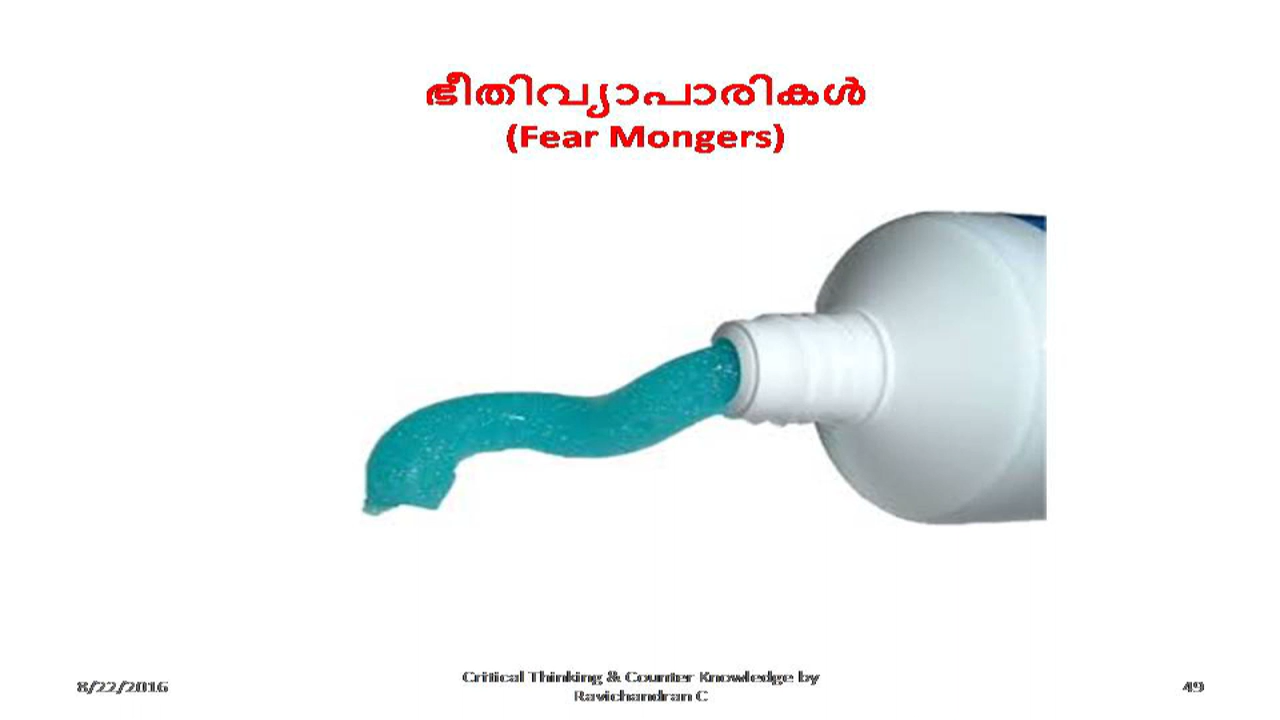 ഭീതിവ്യാപാരികൾ
(Fear Mongers)
8/22/2016
Critical Thinking & Counter Knowledge by
Ravichandran C
49